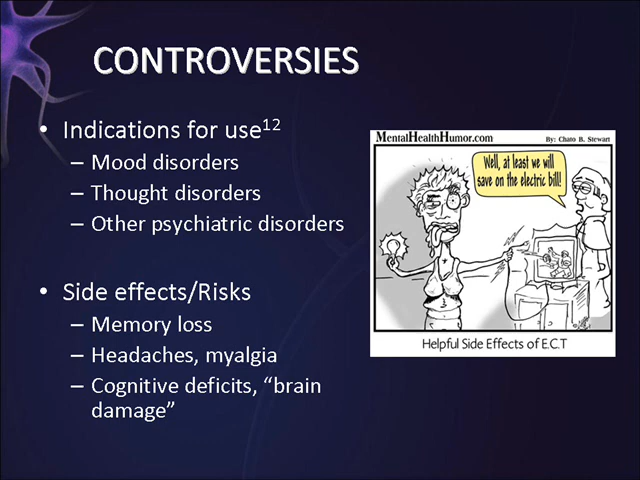 CONTROVERSIES
• Indications for use12
– Mood disorders
– Thought disorders
– Other psychiatric disorders
• Side effects/Risks
– Memory loss
– Headaches, myalgia
– Cognitive deficits, “brain
damage”
MentalHealthHumor.com By: Chato B. Stewart
Well, at least we will
save on the electric bill!
Helpful Side Effects of E.C.T